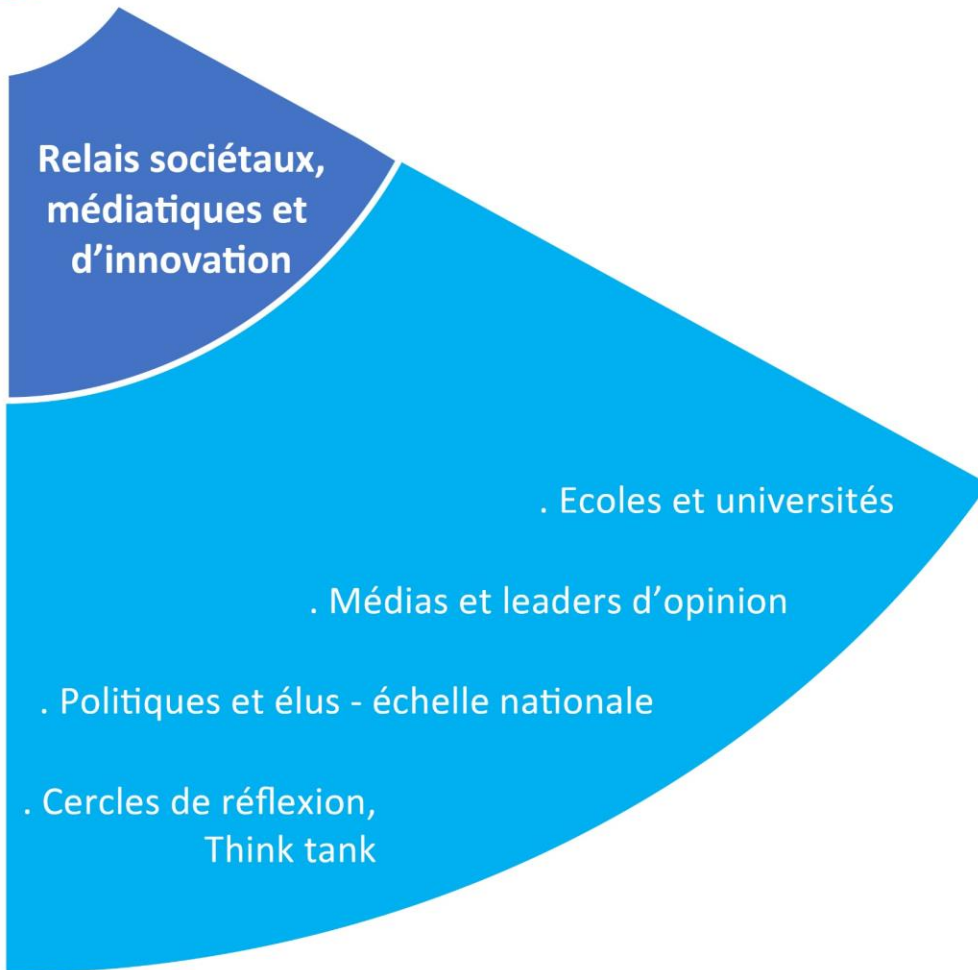 Relais sociétaux,
médiatiques et
d’innovation
. Ecoles et universités
. Médias et leaders d’opinion
. Politiques et élus - échelle nationale
. Cercles de réflexion,
Think tank